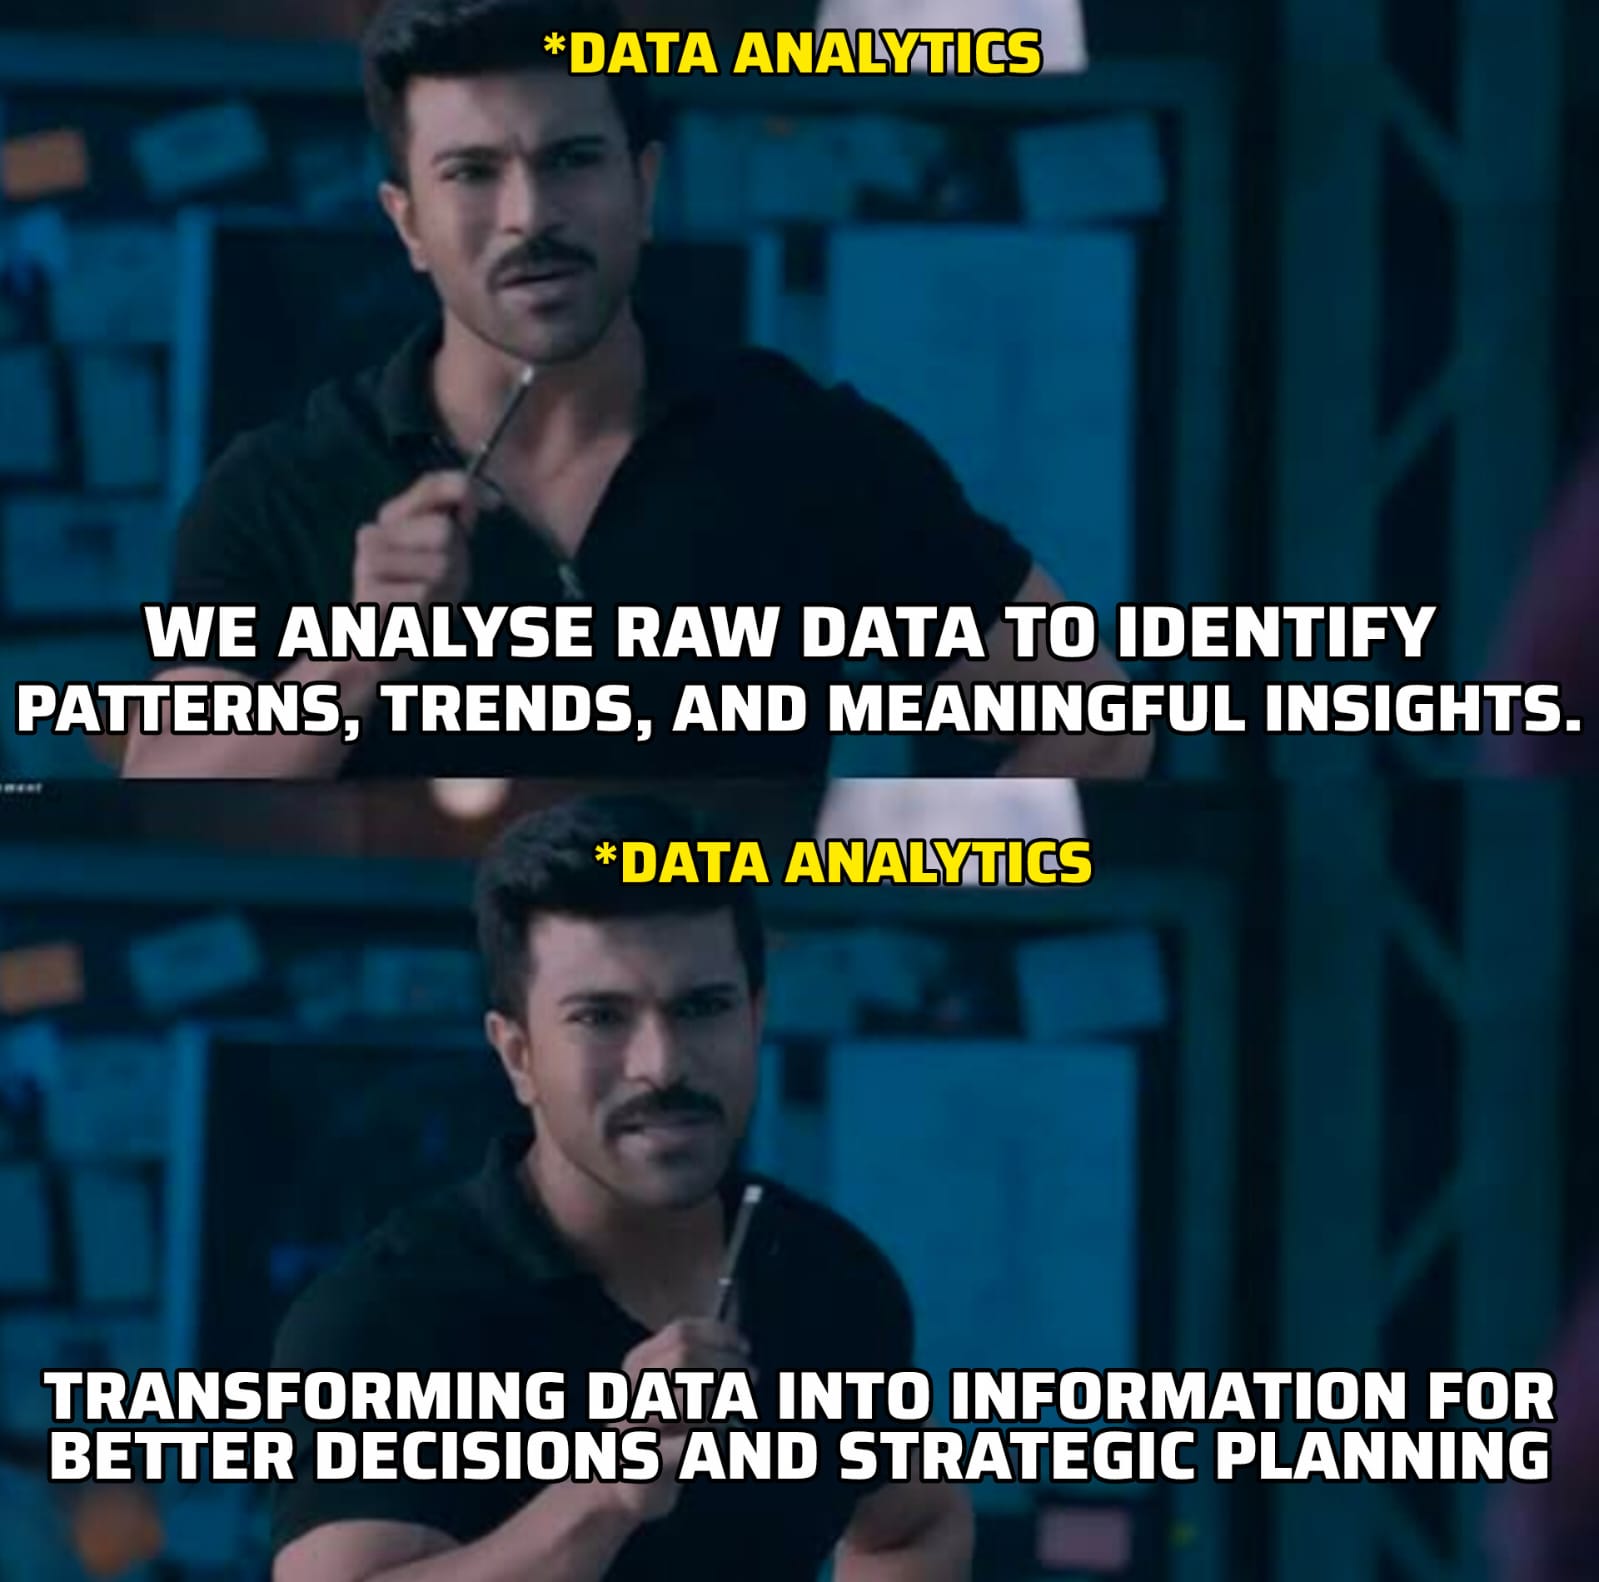 *DATA ANALYTICS
WE ANALYSE RAW DATA TO IDENTIFY
PATTERNS, TRENDS, AND MEANINGFUL INSIGHTS.
*DATA ANALYTICS
TRANSFORMING DATA INTO INFORMATION FOR
BETTER DECISIONS AND STRATEGIC PLANNING